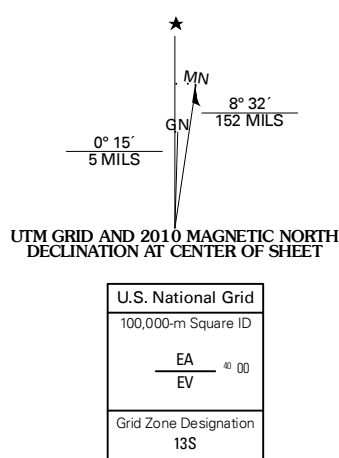 ★
MN
GN
8° 32´
152 MILS
0° 15´
5 MILS
UTM GRID AND 2010 MAGNETIC NORTH
DECLINATION AT CENTER OF SHEET
U.S. National Grid
100,000-m Square ID
EA
EV
40 00
Grid Zone Designation
13S